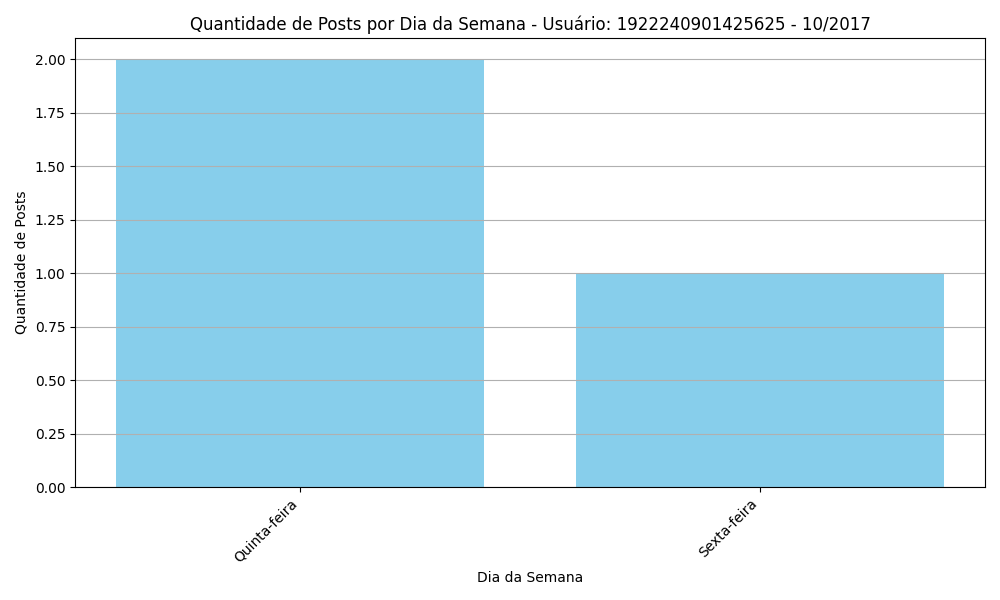 Quantidade de Posts por Dia da Semana - Usuário: 1922240901425625 - 10/2017
Quantidade de Posts
2.00
1.75
1.50
1.25
1.00
0.75
0.50
0.25
0.00
Quinta-feira
Sexta-feira
Dia da Semana